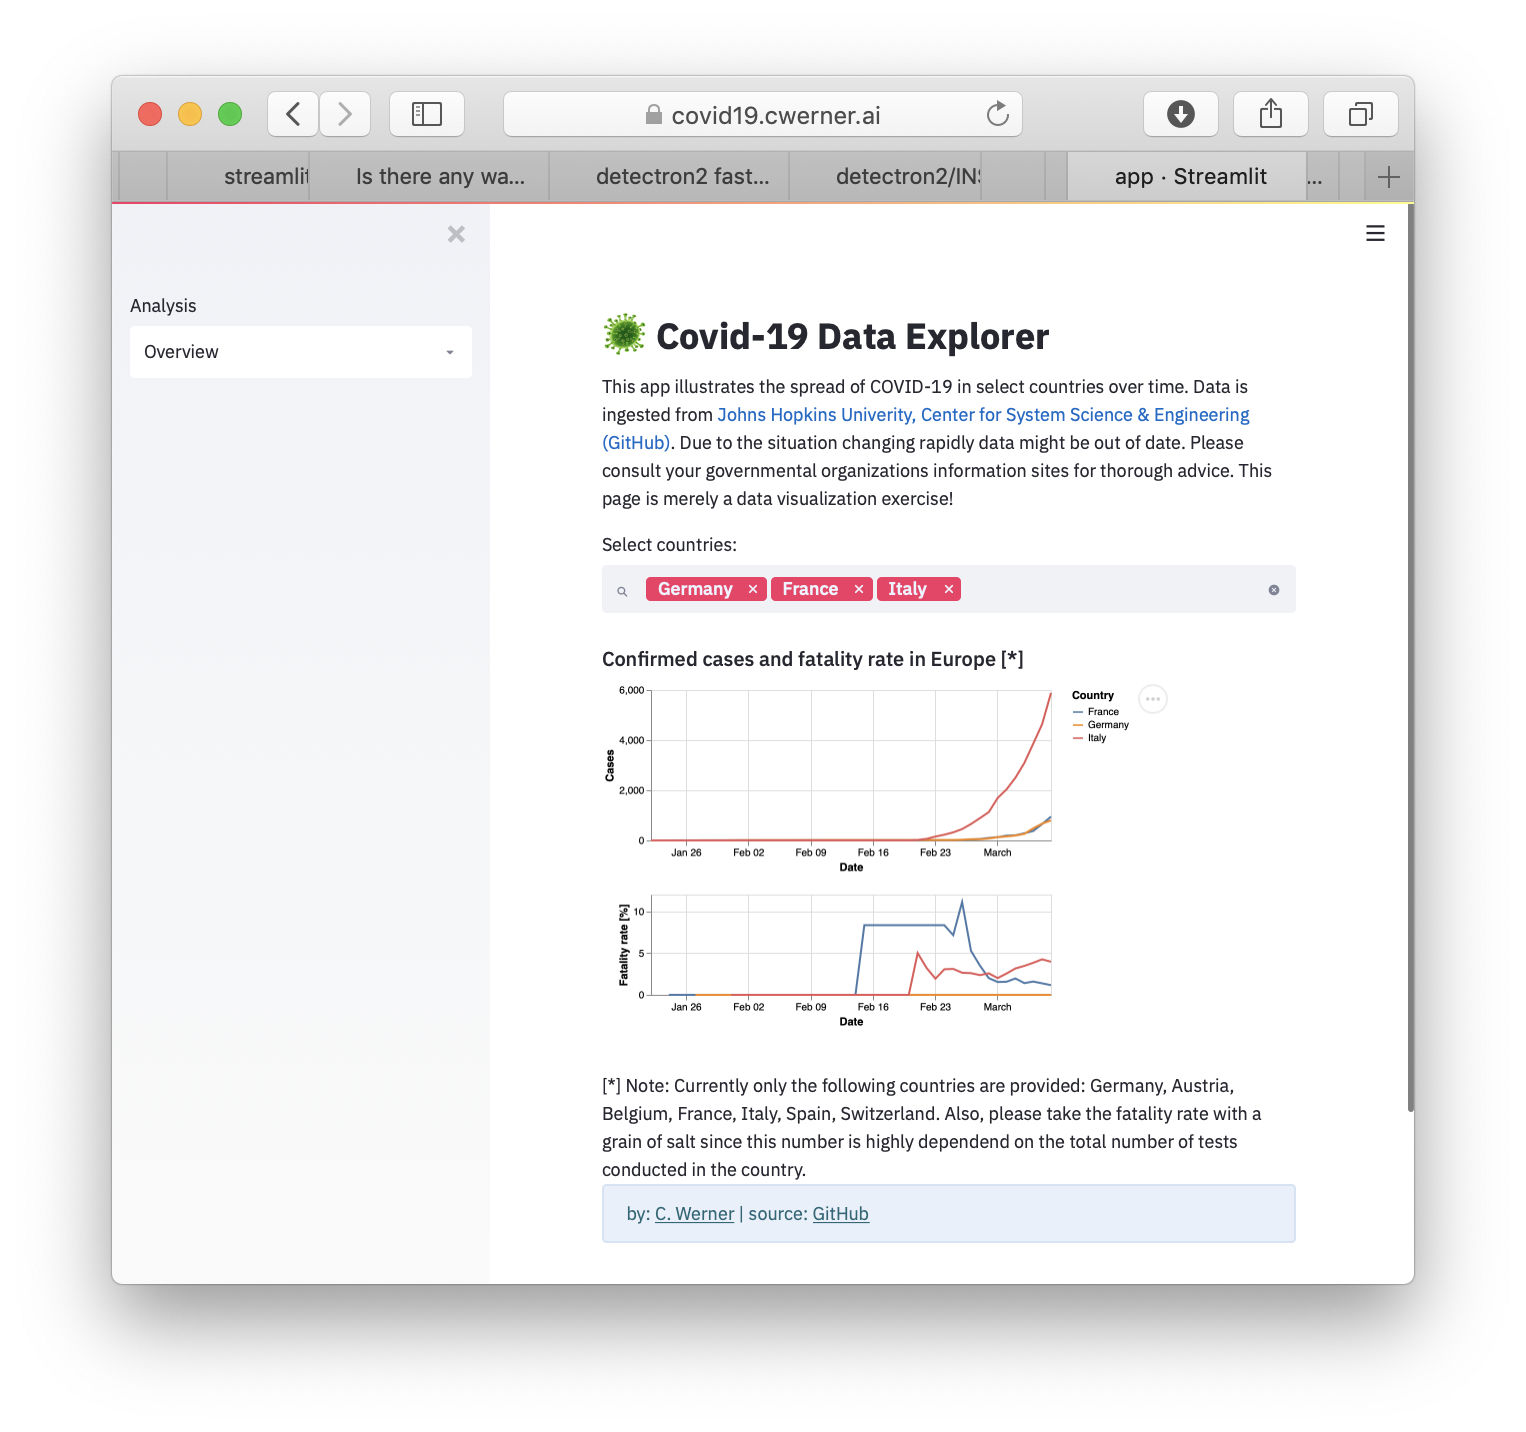 covid19.cwerner.ai
streamlit
Is there any wa...
detectron2 fast...
detectron2/INS
app · Streamlit
...
Analysis
Overview
Covid-19 Data Explorer
This app illustrates the spread of COVID-19 in select countries over time. Data is
ingested from Johns Hopkins Univerity, Center for System Science & Engineering
(GitHub). Due to the situation changing rapidly data might be out of date. Please
consult your governmental organizations information sites for thorough advice. This
page is merely a data visualization exercise!
Select countries:
Germany × France × Italy ×
Confirmed cases and fatality rate in Europe [*]
6,000
4,000
2,000
0
Cases
Jan 26 Feb 02 Feb 09 Feb 16 Feb 23 March
Date
Country
France
Germany
Italy
10
5
0
Fatality rate [%]
Jan 26 Feb 02 Feb 09 Feb 16 Feb 23 March
Date
[*] Note: Currently only the following countries are provided: Germany, Austria,
Belgium, France, Italy, Spain, Switzerland. Also, please take the fatality rate with a
grain of salt since this number is highly dependend on the total number of tests
conducted in the country.
by: C. Werner | source: GitHub